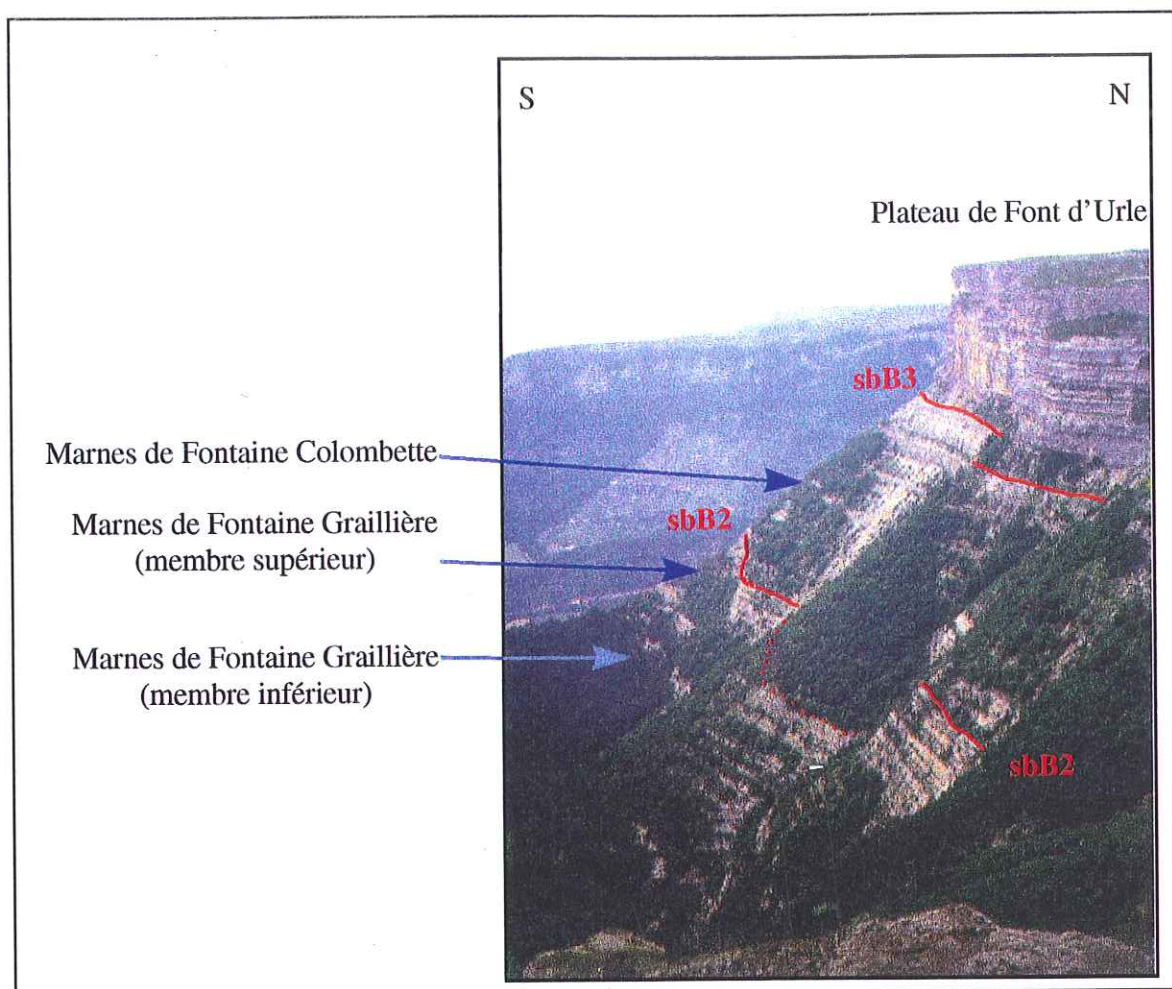 S
N
Plateau de Font d'Urle
sbB3
Marnes de Fontaine Colombette
sbB2
Marnes de Fontaine Graillière
(membre supérieur)
Marnes de Fontaine Graillière
(membre inférieur)
sbB2